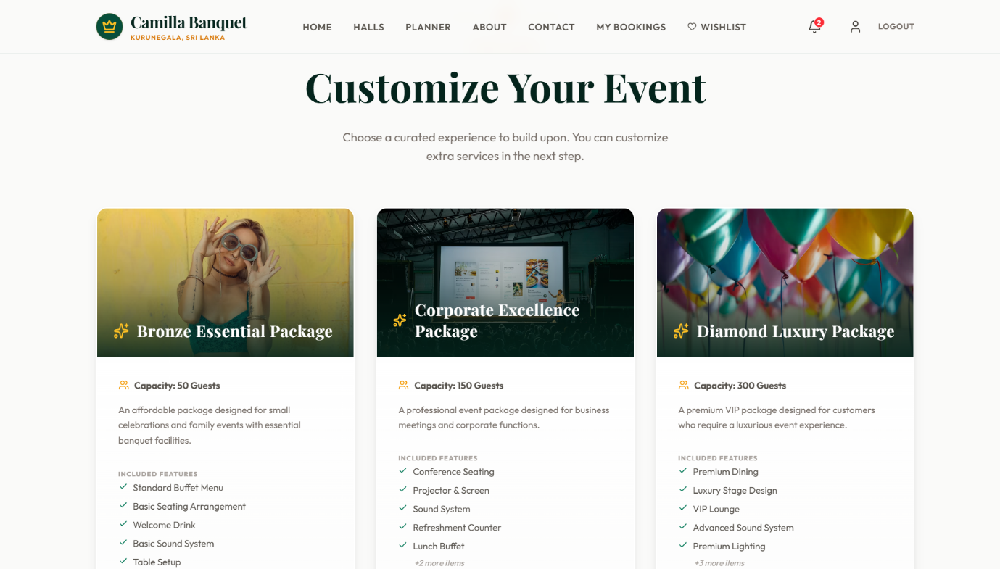 Camilla Banquet
KURUNEGALA, SRI LANKA
HOME
HALLS
PLANNER
ABOUT
CONTACT
MY BOOKINGS
WISHLIST
2
LOGOUT
Customize Your Event
Choose a curated experience to build upon. You can customize
extra services in the next step.
Bronze Essential Package
Capacity: 50 Guests
An affordable package designed for small
celebrations and family events with essential
banquet facilities.
INCLUDED FEATURES
Standard Buffet Menu
Basic Seating Arrangement
Welcome Drink
Basic Sound System
Table Setup
Corporate Excellence
Package
Capacity: 150 Guests
A professional event package designed for business
meetings and corporate functions.
INCLUDED FEATURES
Conference Seating
Projector & Screen
Sound System
Refreshment Counter
Lunch Buffet
+2 more items
Diamond Luxury Package
Capacity: 300 Guests
A premium VIP package designed for customers
who require a luxurious event experience.
INCLUDED FEATURES
Premium Dining
Luxury Stage Design
VIP Lounge
Advanced Sound System
Premium Lighting
+3 more items